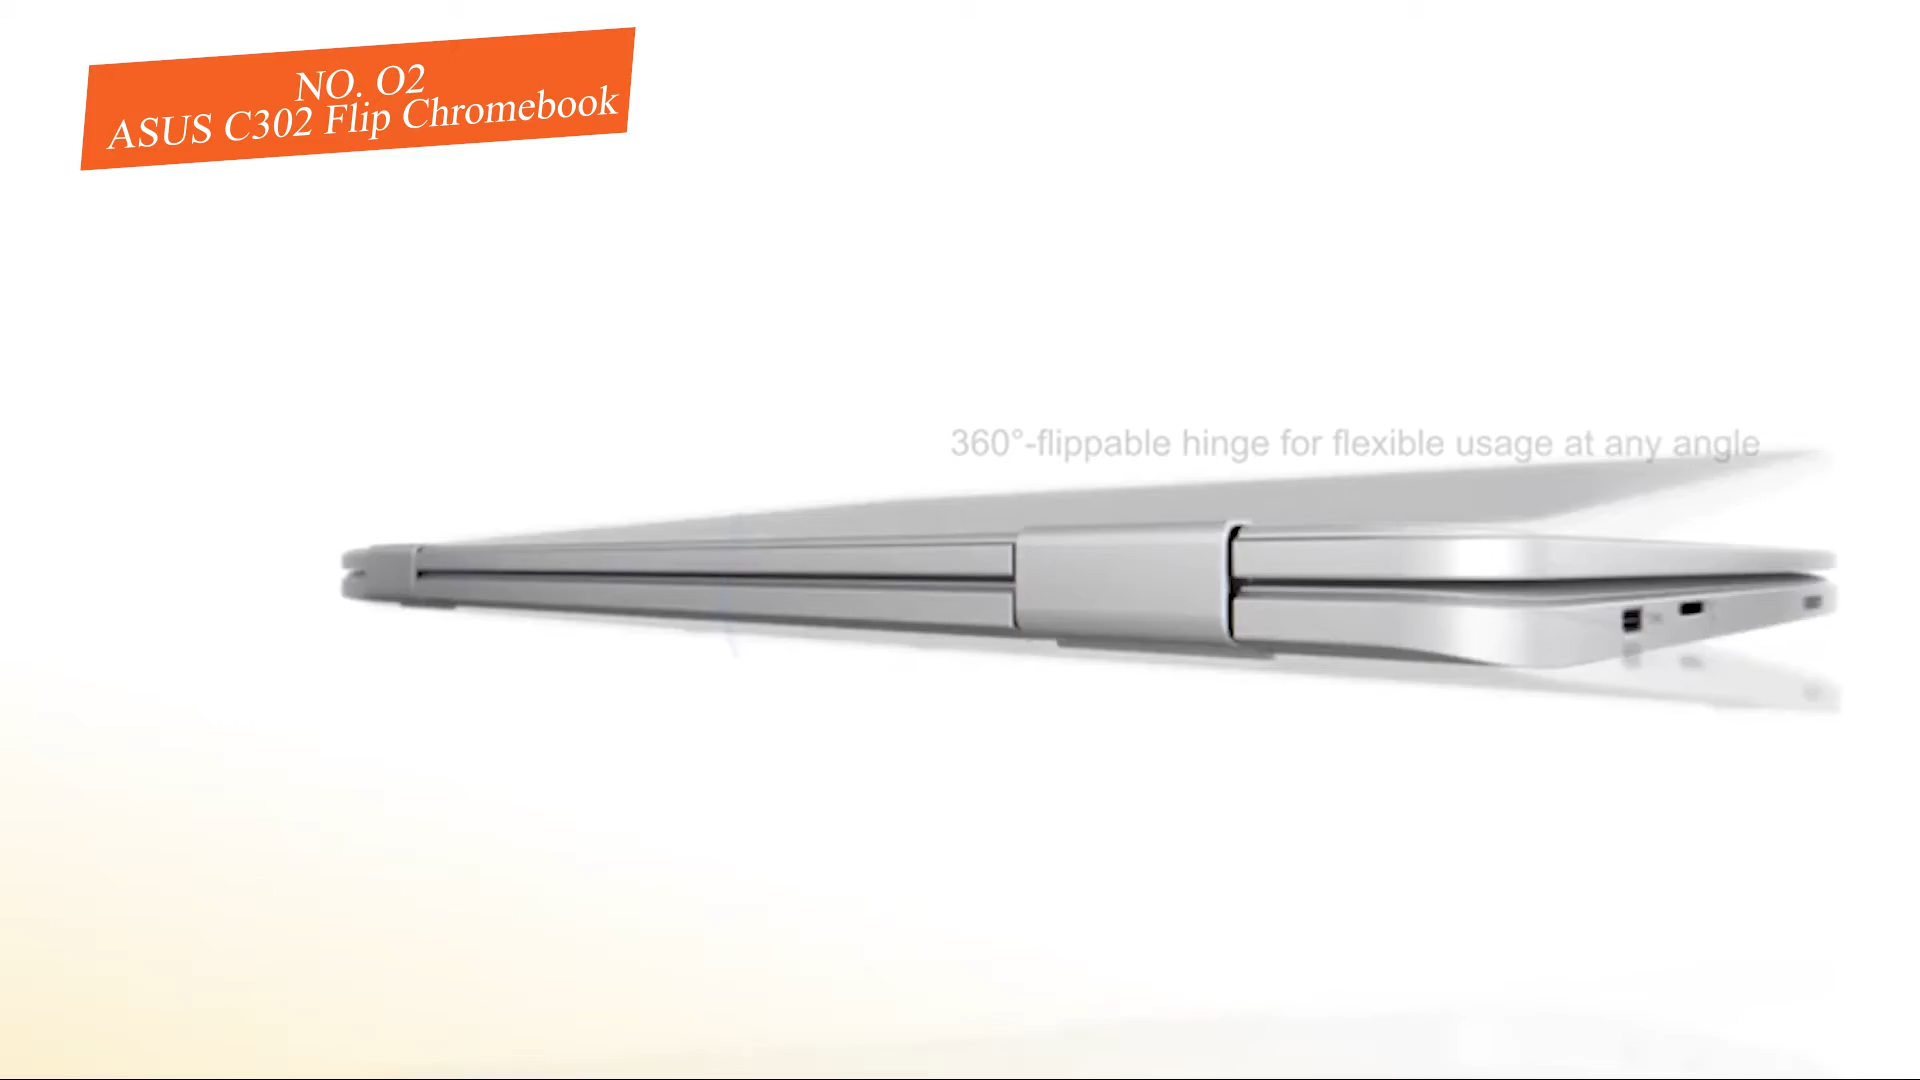 NO. O2
ASUS C302 Flip Chromebook
360°-flippable hinge for flexible usage at any angle